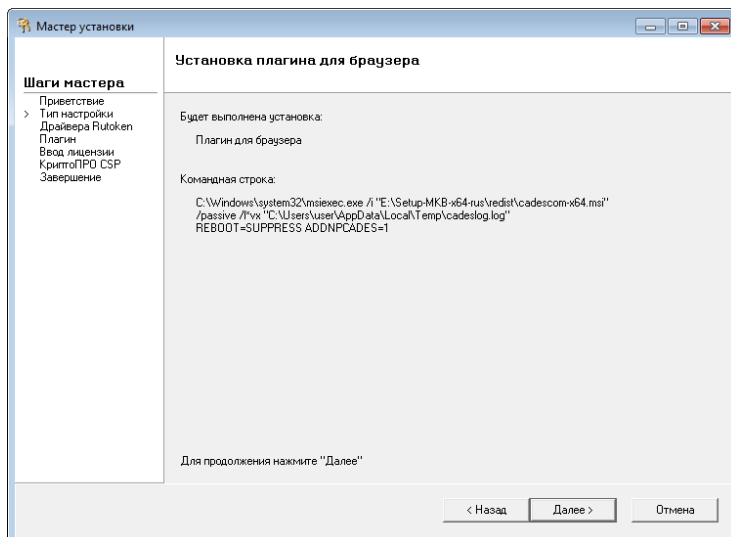 Мастер установки
Установка плагина для браузера
Шаги мастера
Приветствие
> Тип настройки
Драйвера Rutoken
Плагин
Ввод лицензии
КриптоПРО CSP
Завершение
Будет выполнена установка:
Плагин для браузера
Командная строка:
C:\Windows\system32\msiexec.exe /i "E:\Setup-MKB-x64-rus\redist\cadescom-x64.msi"
/passive /l*vx "C:\Users\user\AppData\Local\Temp\cadeslog.log"
REBOOT=SUPPRESS ADDNPCADES=1
Для продолжения нажмите "Далее"
< Назад
Далее >
Отмена